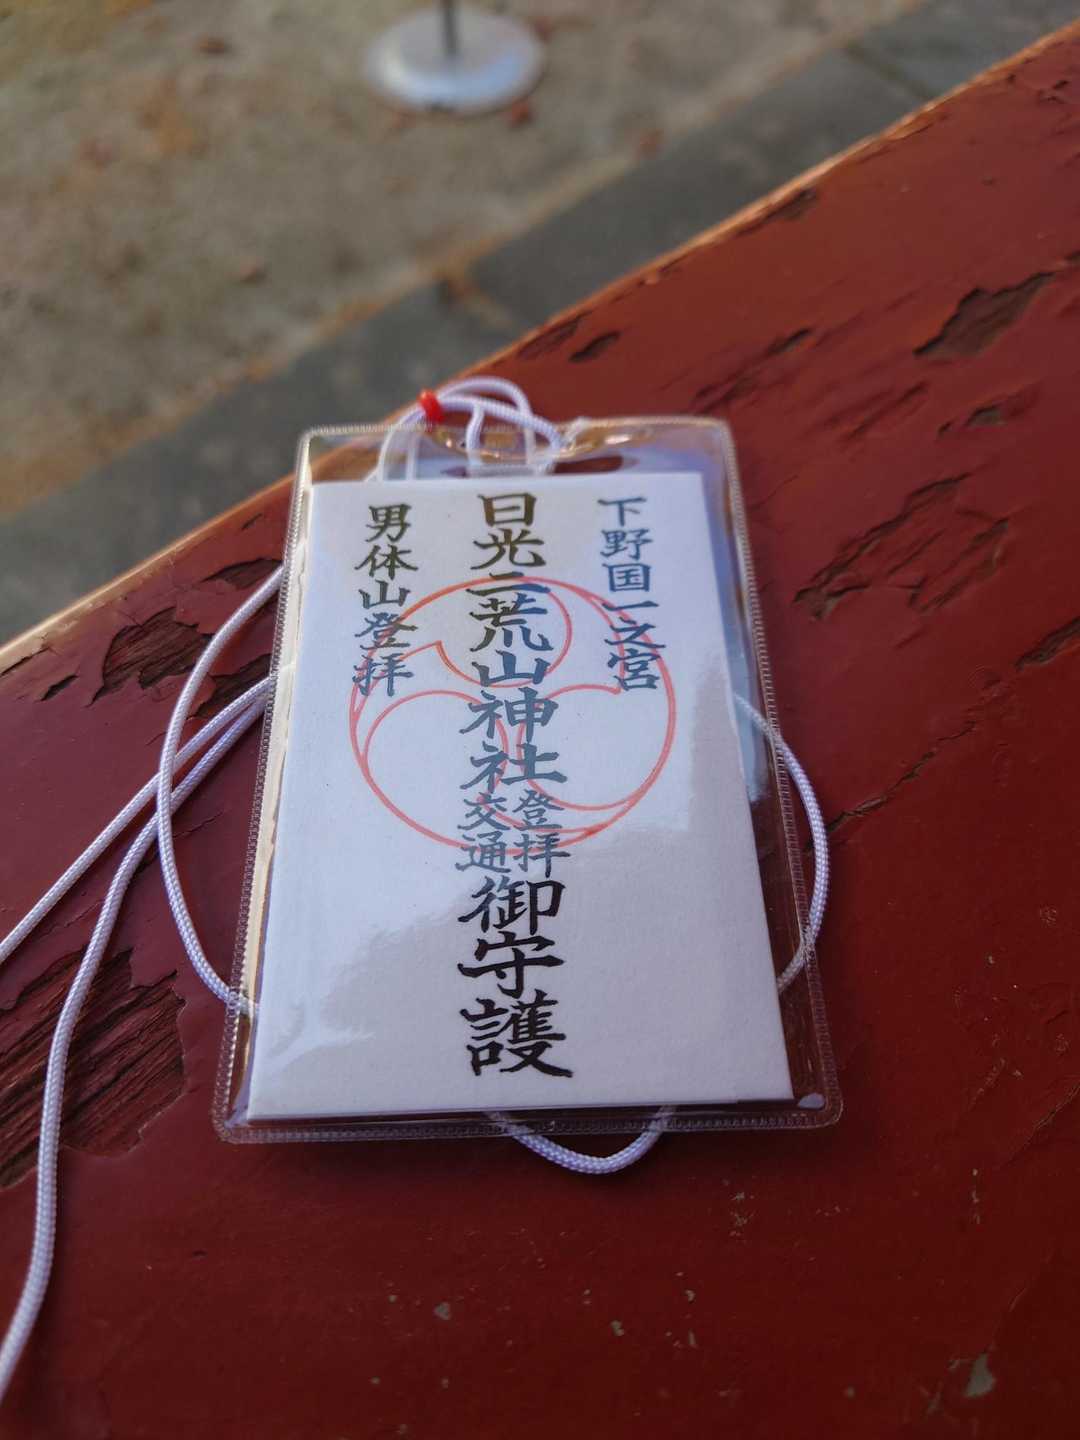 下野国一之宮
日光二荒山神社登拝交通御守護
男体山登拝